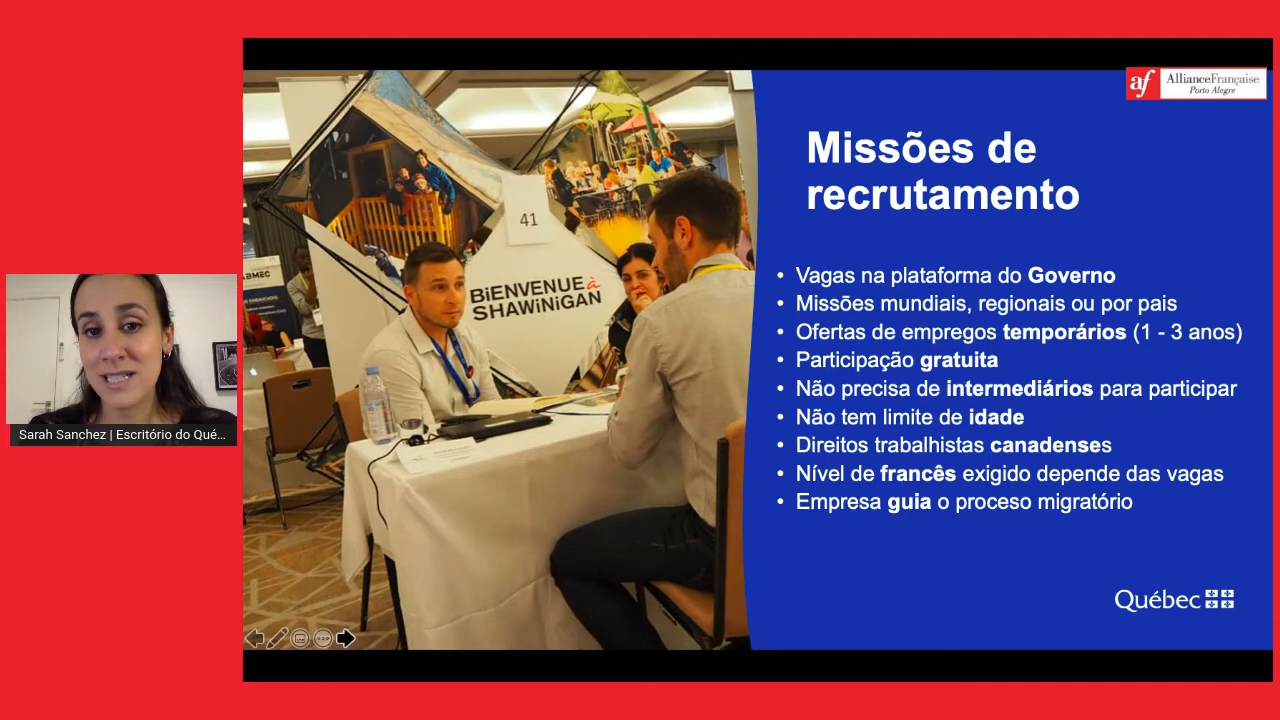 AllianceFrançaise
Porto Alegre
Missões de
recrutamento
• Vagas na plataforma do Governo
• Missões mundiais, regionais ou por pais
• Ofertas de empregos temporários (1 - 3 anos)
• Participação gratuita
• Não precisa de intermediários para participar
• Não tem limite de idade
• Direitos trabalhistas canadenses
• Nível de francês exigido depende das vagas
• Empresa guia o processo migratório
Québec
41
BiENVENUE à
SHAWiNiGAN
Sarah Sanchez | Escritório do Qué...
af